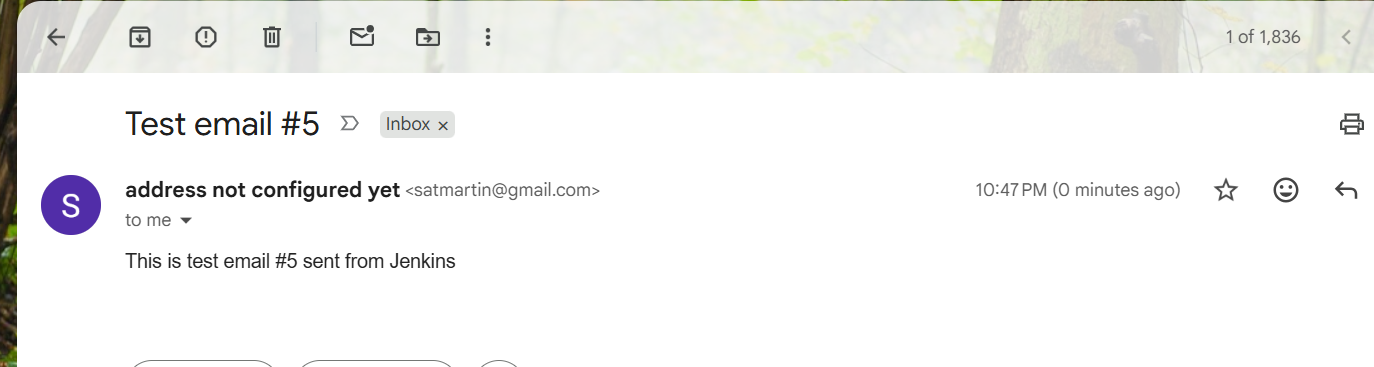 1 of 1,836
Test email #5 Inbox x
S address not configured yet <satmartin@gmail.com> 10:47 PM (0 minutes ago)
to me
This is test email #5 sent from Jenkins